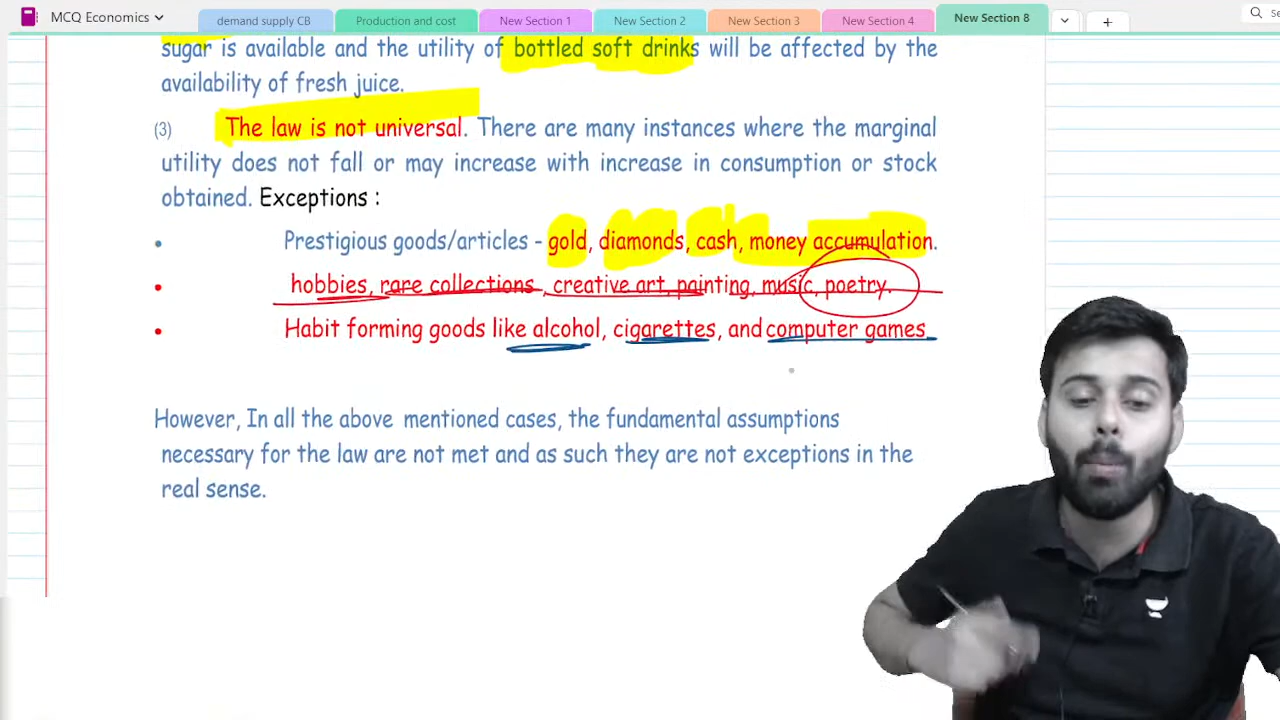 MCQ Economics
demand supply CB
Production and cost
New Section 1
New Section 2
New Section 3
New Section 4
New Section 8
sugar is available and the utility of bottled soft drinks will be affected by the
availability of fresh juice.
(3) The law is not universal. There are many instances where the marginal
utility does not fall or may increase with increase in consumption or stock
obtained. Exceptions :
• Prestigious goods/articles - gold, diamonds, cash, money accumulation.
• hobbies, rare collections , creative art, painting, music, poetry.
• Habit forming goods like alcohol, cigarettes, and computer games
However, In all the above mentioned cases, the fundamental assumptions
necessary for the law are not met and as such they are not exceptions in the
real sense.